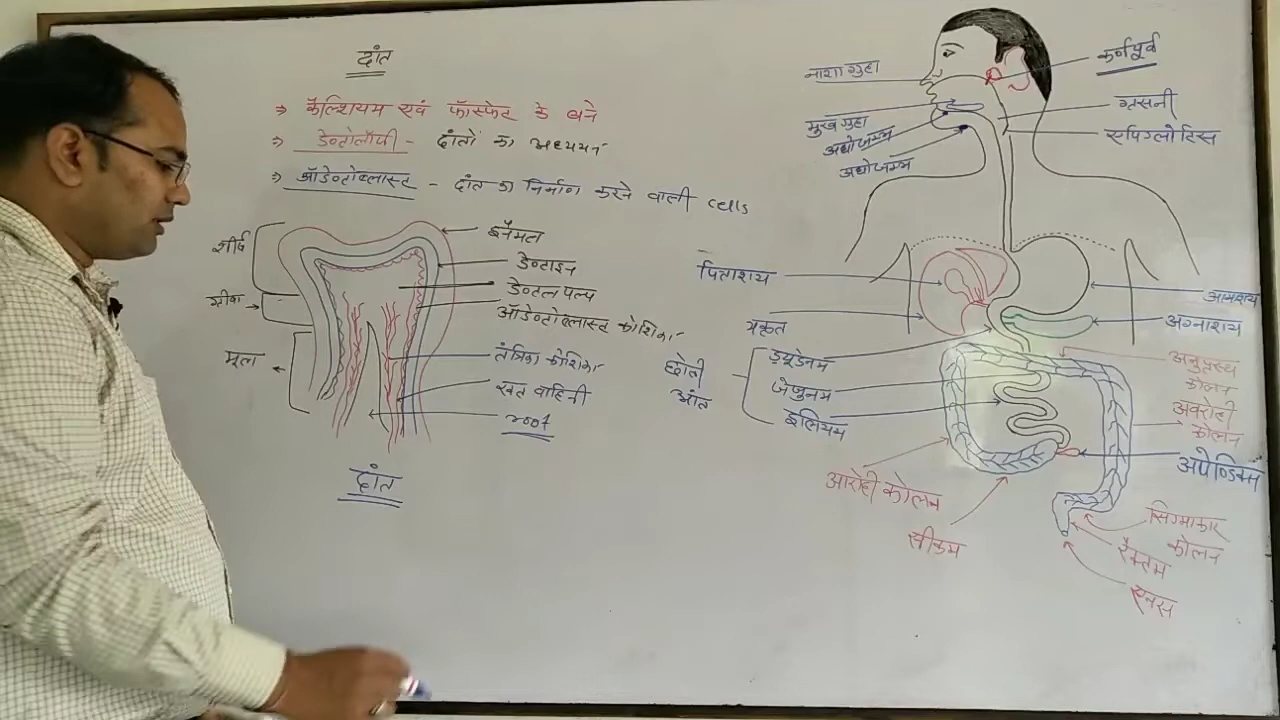 दांत
⇒ कैल्शियम एवं फॉस्फेट के बने
⇒ डेन्टोलॉजी - दांतों का अध्ययन
⇒ ऑडेन्टोब्लास्ट - दांत का निर्माण करने वाली cells
शीर्ष
ग्रीवा
मूल
इनैमल
डेन्टाइन
डेन्टल पल्प
ऑडेन्टोब्लास्ट कोशिका
तंत्रिका कोशिका
रक्त वाहिनी
root
दांत
नाशा गुहा
मुख गुहा
अधोजम्भ
अधोजम्भ
कर्णपूर्व
ग्रसनी
एपिग्लोटिस
पिताशय
यकृत
छोटी
आंत
ड्यूडेनम
जेजुनम
इलियम
आमाशय
अग्नाशय
अनुप्रस्थ
कोलन
अवरोही
कोलन
अपेण्डिक्स
आरोही कोलन
सीकम
सिग्माकार
कोलन
रैक्टम
एनस